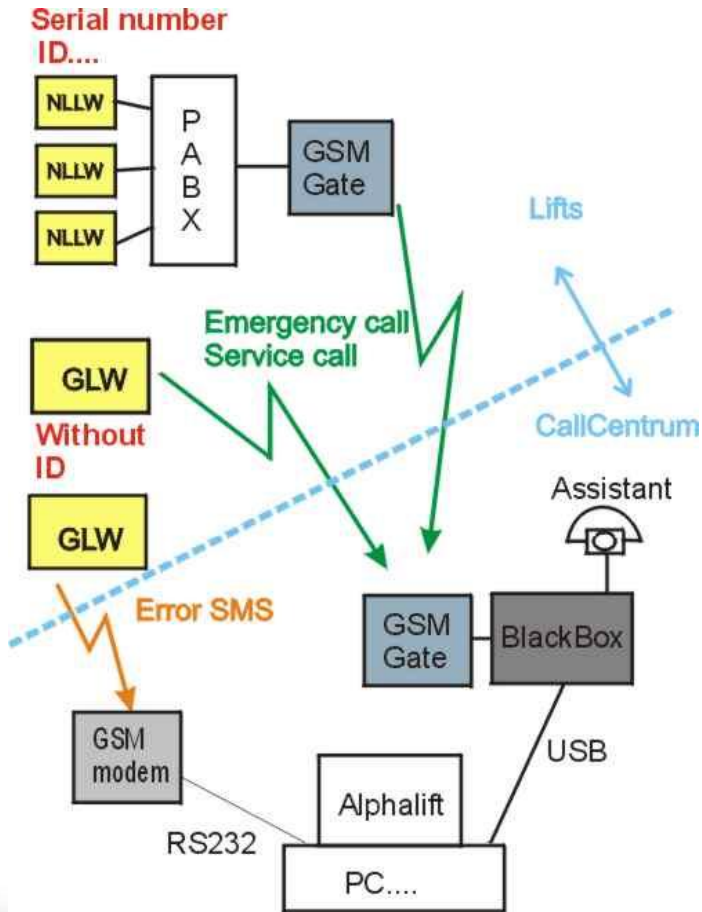 Serial number
ID....
NLLW
NLLW
NLLW
P
A
B
X
GSM
Gate
Lifts
Emergency call
Service call
GLW
Without
ID
CallCentrum
Assistant
GLW
Error SMS
GSM
Gate
BlackBox
GSM
modem
USB
RS232
Alphalift
PC....